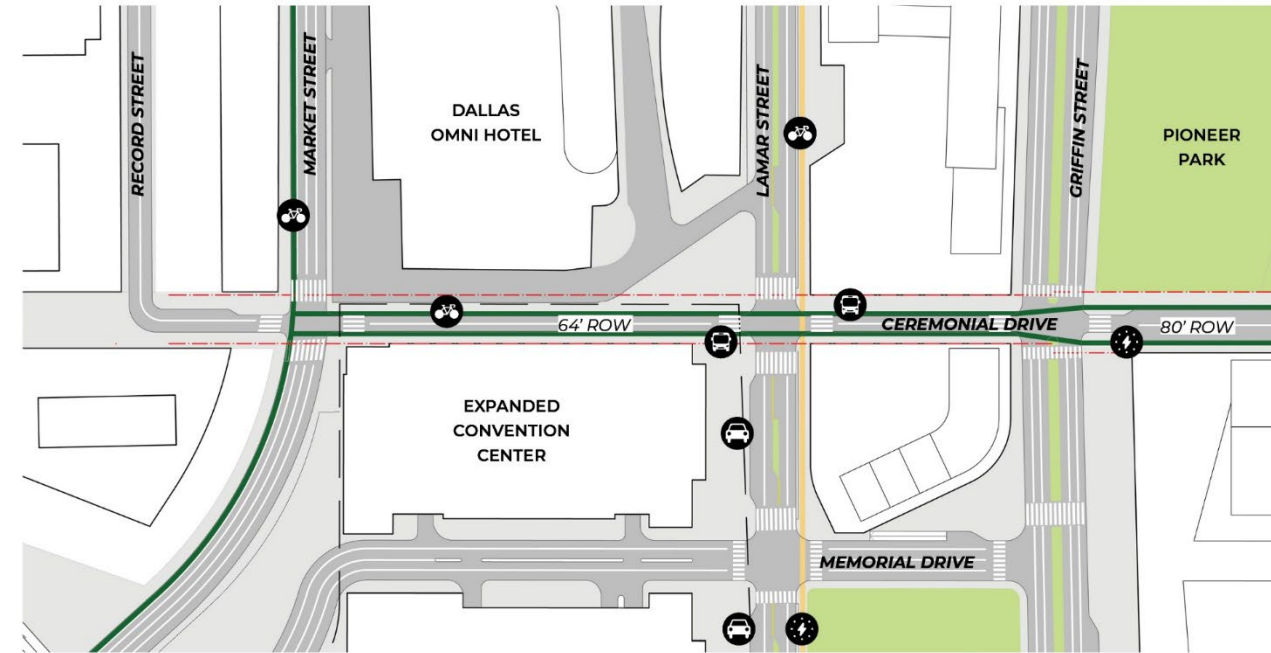 RECORD STREET
MARKET STREET
DALLAS
OMNI HOTEL
LAMAR STREET
GRIFFIN STREET
PIONEER
PARK
64' ROW
CEREMONIAL DRIVE
80' ROW
EXPANDED
CONVENTION
CENTER
MEMORIAL DRIVE